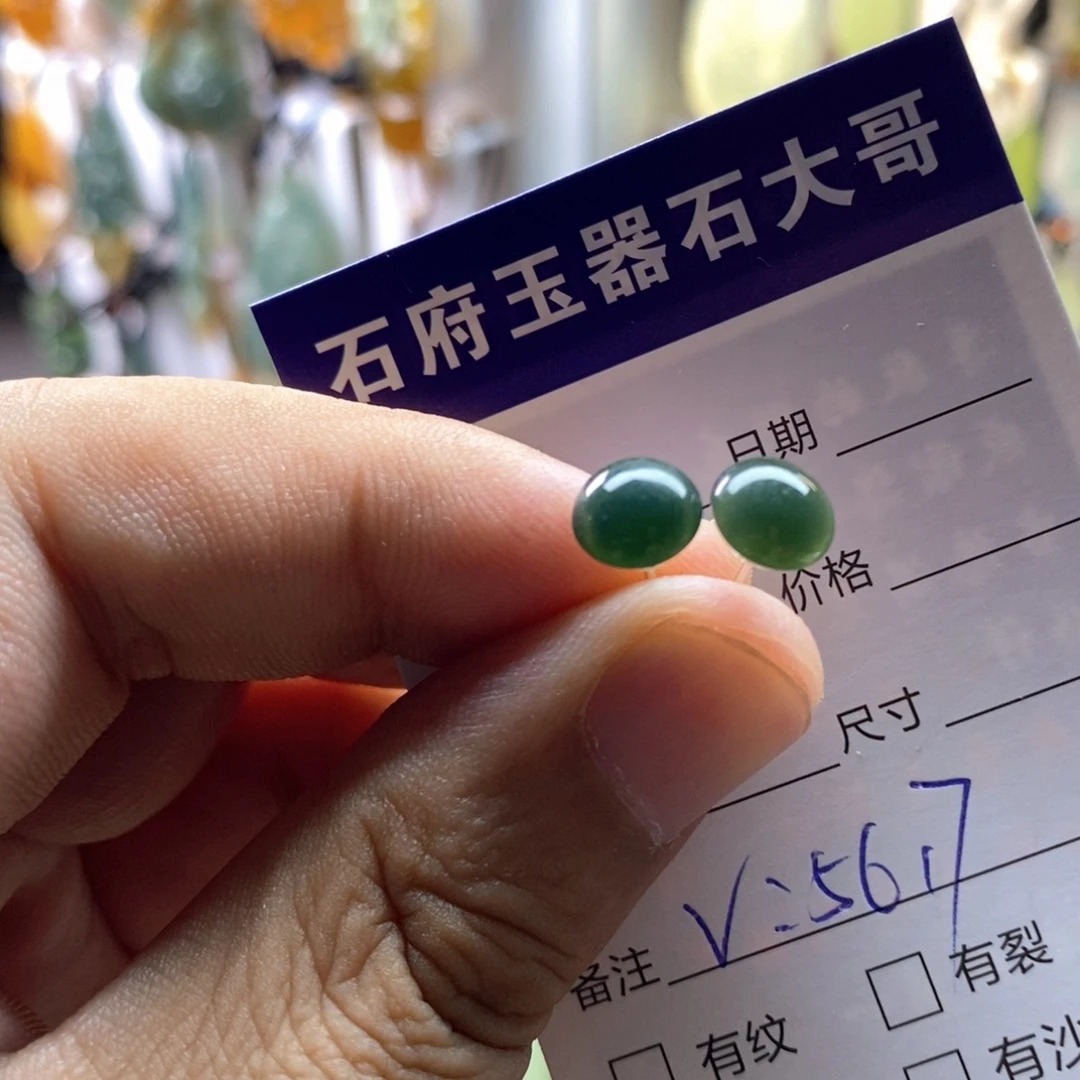 石府玉器石大哥
日期
价格
尺寸
备注 V:5617
有裂
有纹
有沙